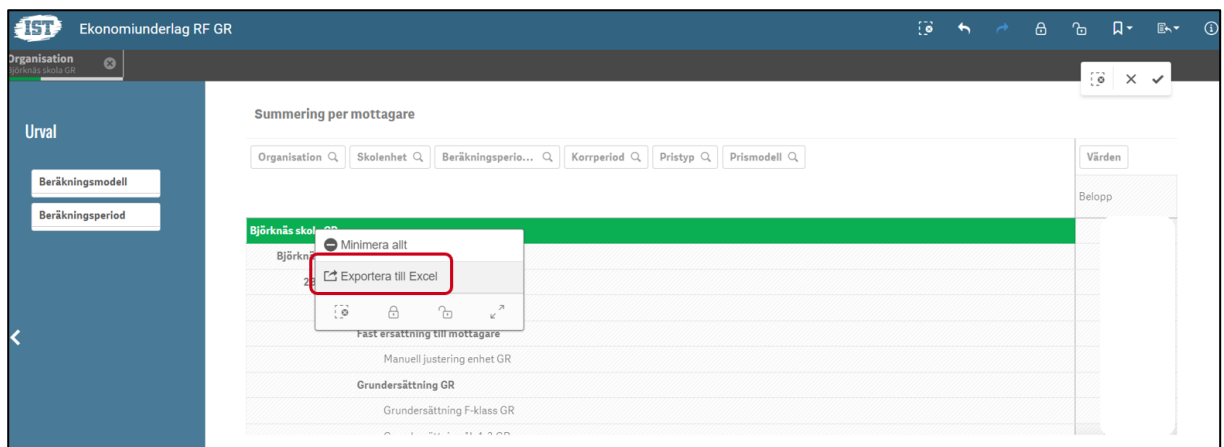 IST Ekonomiunderlag RF GR
Organisation
Björknäs skola GR
Urval
Beräkningsmodell
Beräkningsperiod
Summering per mottagare
Organisation Skolenhet Beräkningsperio... Korrperiod Pristyp Prismodell
Värden
Belopp
Björknäs skol
Minimera allt
Björkn
Exportera till Excel
Fast ersättning till mottagare
Manuell justering enhet GR
Grundersättning GR
Grundersättning F-klass GR